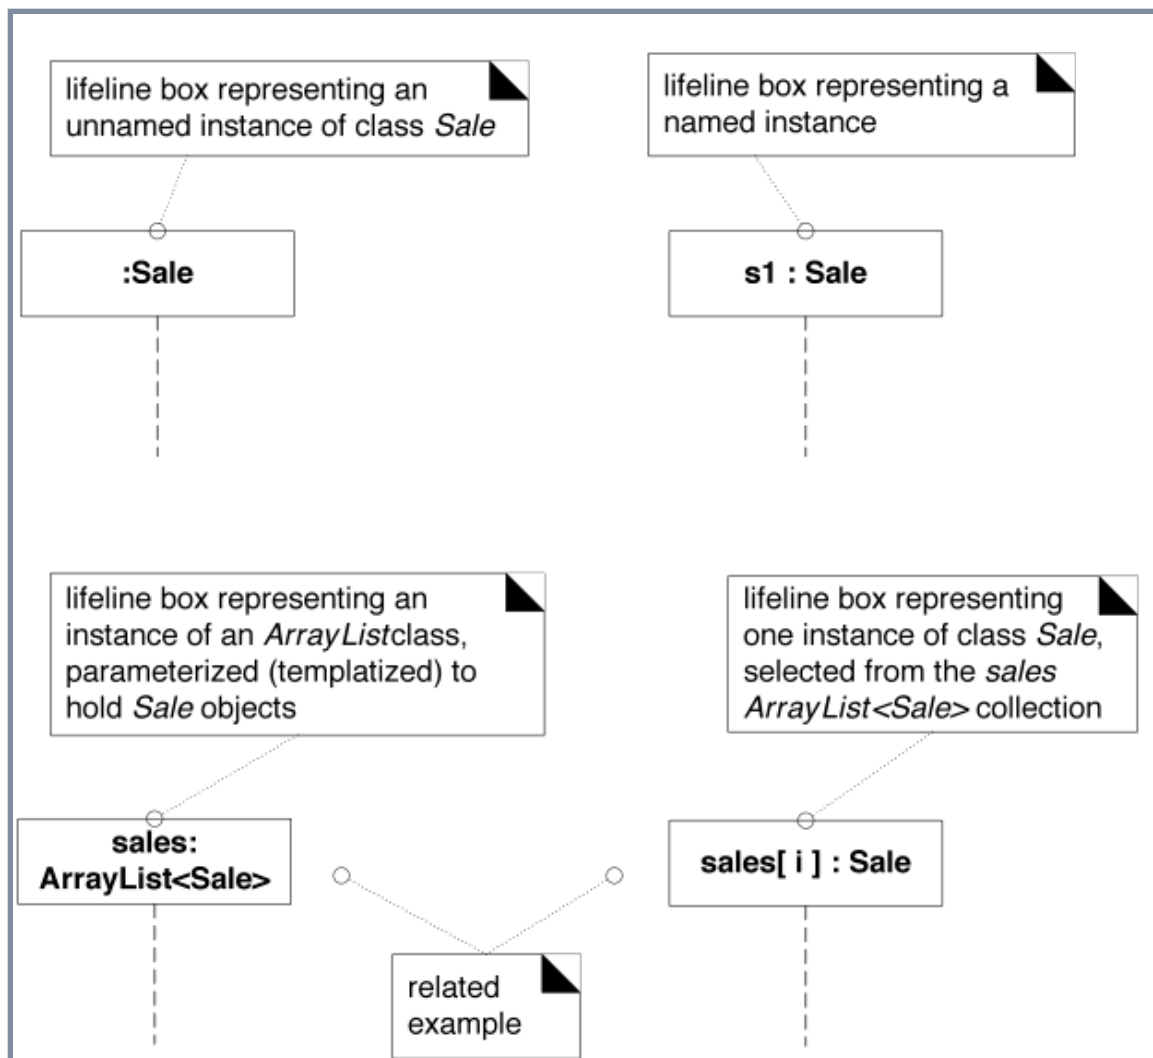 lifeline box representing an
unnamed instance of class Sale
lifeline box representing a
named instance
:Sale
s1 : Sale
lifeline box representing an
instance of an ArrayListclass,
parameterized (templatized) to
hold Sale objects
lifeline box representing
one instance of class Sale,
selected from the sales
ArrayList<Sale> collection
sales:
ArrayList<Sale>
sales[ i ] : Sale
related
example